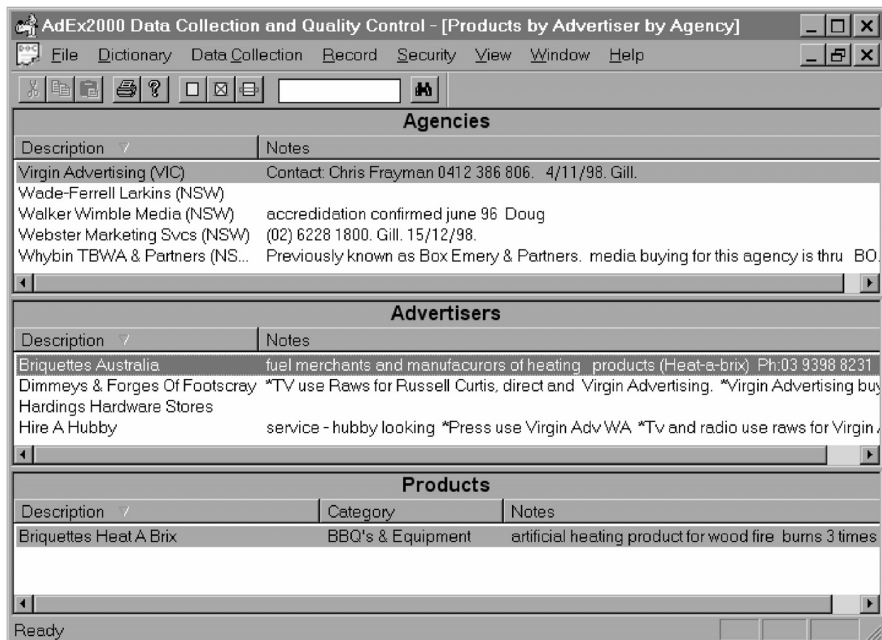 AdEx2000 Data Collection and Quality Control - [Products by Advertiser by Agency]
File Dictionary Data Collection Record Security View Window Help
Agencies
Description Notes
Virgin Advertising (VIC) Contact: Chris Frayman 0412 386 806. 4/11/98. Gill.
Wade-Ferrell Larkins (NSW)
Walker Wimble Media (NSW) accredidation confirmed june 96 Doug
Webster Marketing Svcs (NSW) (02) 6228 1800. Gill. 15/12/98.
Whybin TBWA & Partners (NS... Previously known as Box Emery & Partners. media buying for this agency is thru BO.
Advertisers
Description Notes
Briquettes Australia fuel merchants and manufacurors of heating products (Heat-a-brix) Ph:03 9398 8231
Dimmeys & Forges Of Footscray *TV use Raws for Russell Curtis, direct and Virgin Advertising. *Virgin Advertising buy
Hardings Hardware Stores
Hire A Hubby service - hubby looking *Press use Virgin Adv WA *Tv and radio use raws for Virgin
Products
Description Category Notes
Briquettes Heat A Brix BBQ's & Equipment artificial heating product for wood fire burns 3 times
Ready